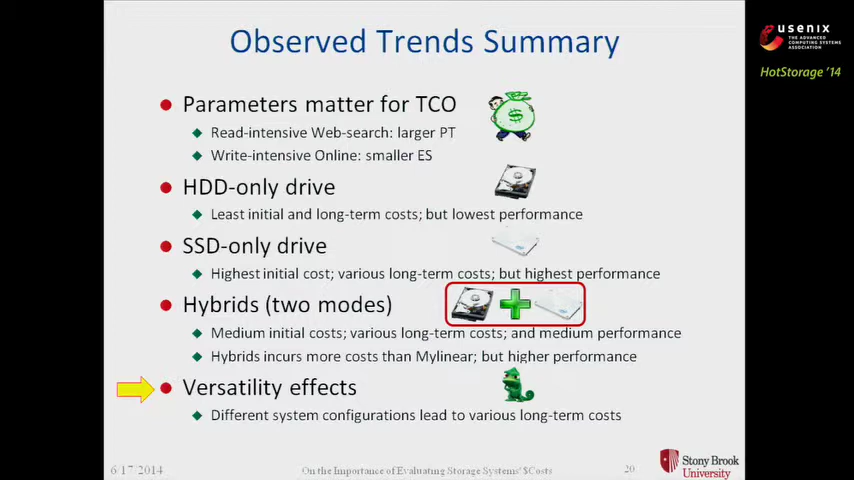 Observed Trends Summary
usenix
THE ADVANCED
COMPUTING SYSTEMS
ASSOCIATION
HotStorage '14
Parameters matter for TCO
Read-intensive Web-search: larger PT
Write-intensive Online: smaller ES
HDD-only drive
Least initial and long-term costs; but lowest performance
SSD-only drive
Highest initial cost; various long-term costs; but highest performance
Hybrids (two modes)
Medium initial costs; various long-term costs; and medium performance
Hybrids incurs more costs than Mylinear; but higher performance
Versatility effects
Different system configurations lead to various long-term costs
6/17/2014
On the Importance of Evaluating Storage Systems' $Costs
20
Stony Brook
University
$